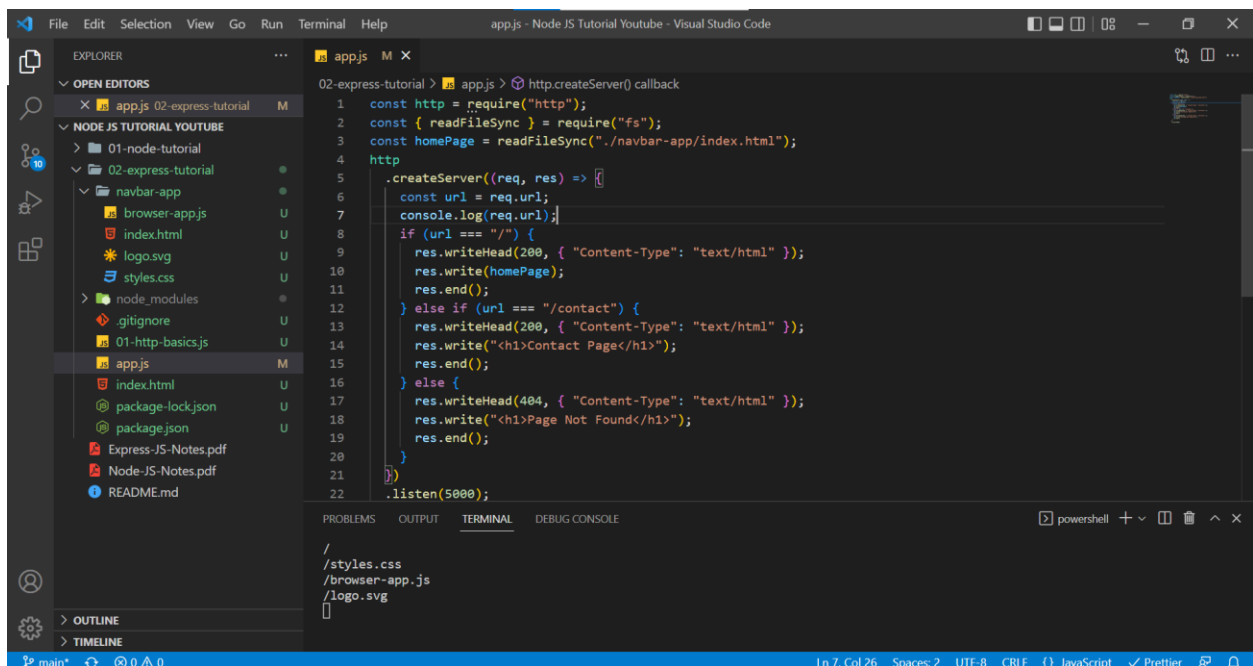 File Edit Selection View Go Run Terminal Help app.js - Node JS Tutorial Youtube - Visual Studio Code
EXPLORER
OPEN EDITORS
app.js 02-express-tutorial M
NODE JS TUTORIAL YOUTUBE
01-node-tutorial
02-express-tutorial
navbar-app
browser-app.js U
index.html U
logo.svg U
styles.css U
node_modules
.gitignore U
01-http-basics.js U
app.js M
index.html U
package-lock.json U
package.json U
Express-JS-Notes.pdf
Node-JS-Notes.pdf
README.md
OUTLINE
TIMELINE
10
app.js M
02-express-tutorial > app.js > http.createServer() callback
1 const http = require("http");
2 const { readFileSync } = require("fs");
3 const homePage = readFileSync("./navbar-app/index.html");
4 http
5 .createServer((req, res) => {
6 const url = req.url;
7 console.log(req.url);
8 if (url === "/") {
9 res.writeHead(200, { "Content-Type": "text/html" });
10 res.write(homePage);
11 res.end();
12 } else if (url === "/contact") {
13 res.writeHead(200, { "Content-Type": "text/html" });
14 res.write("<h1>Contact Page</h1>");
15 res.end();
16 } else {
17 res.writeHead(404, { "Content-Type": "text/html" });
18 res.write("<h1>Page Not Found</h1>");
19 res.end();
20 }
21 })
22 .listen(5000);
PROBLEMS OUTPUT TERMINAL DEBUG CONSOLE powershell
/
/styles.css
/browser-app.js
/logo.svg
main* 0 0 Ln 7, Col 26 Spaces: 2 UTF-8 CRLF {} JavaScript Prettier